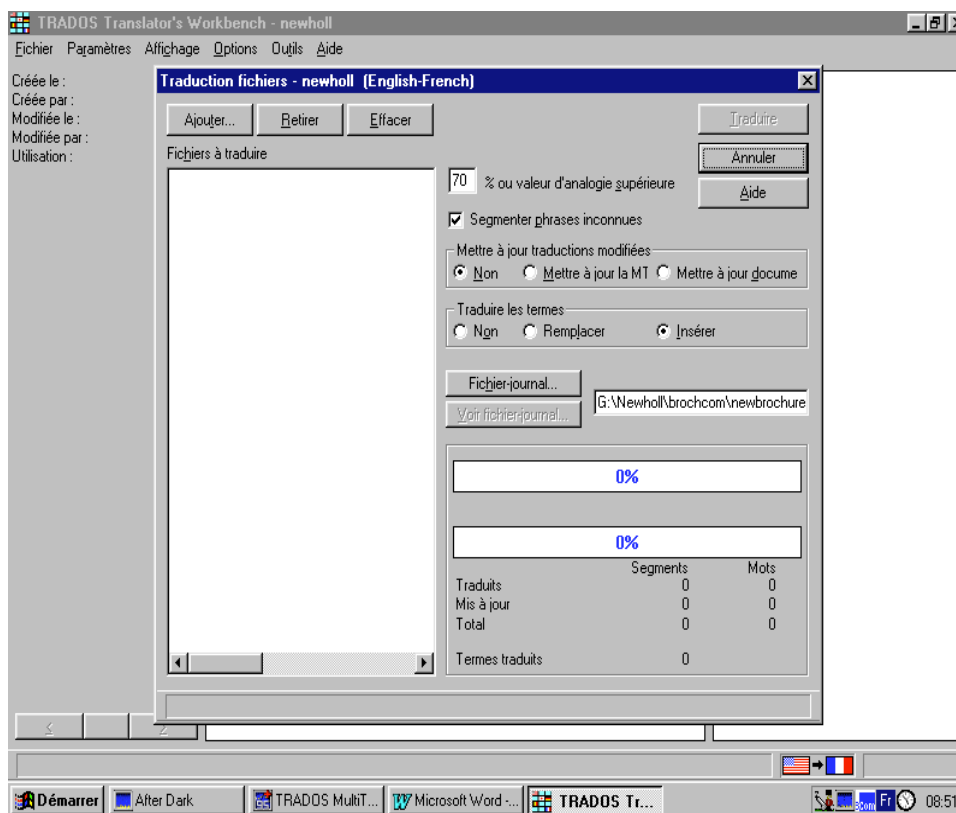 TRADOS Translator's Workbench - newholl
Fichier Paramètres Affichage Options Outils Aide
Créée le :
Créée par :
Modifiée le :
Modifiée par :
Utilisation :
Traduction fichiers - newholl (English-French)
Ajouter... Retirer Effacer
Traduire
Annuler
Aide
Fichiers à traduire
70 % ou valeur d'analogie supérieure
Segmenter phrases inconnues
Mettre à jour traductions modifiées
Non Mettre à jour la MT Mettre à jour docume
Traduire les termes
Non Remplacer Insérer
Fichier-journal...
Voir fichier-journal...
G:\Newholl\brochcom\newbrochure
0%
0%
Segments Mots
Traduits 0 0
Mis à jour 0 0
Total 0 0
Termes traduits 0
Démarrer After Dark TRADOS MultiT... Microsoft Word -... TRADOS Tr... 3Com Fr 08:51